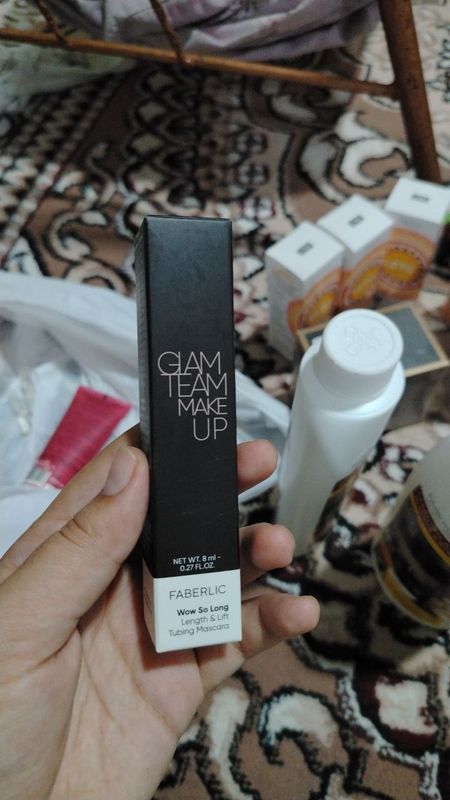 GLAM
TEAM
MAKE
UP
NET WT. 8 ml -
0.27 FL.OZ.
FABERLIC
Wow So Long
Length & Lift
Tubing Mascara